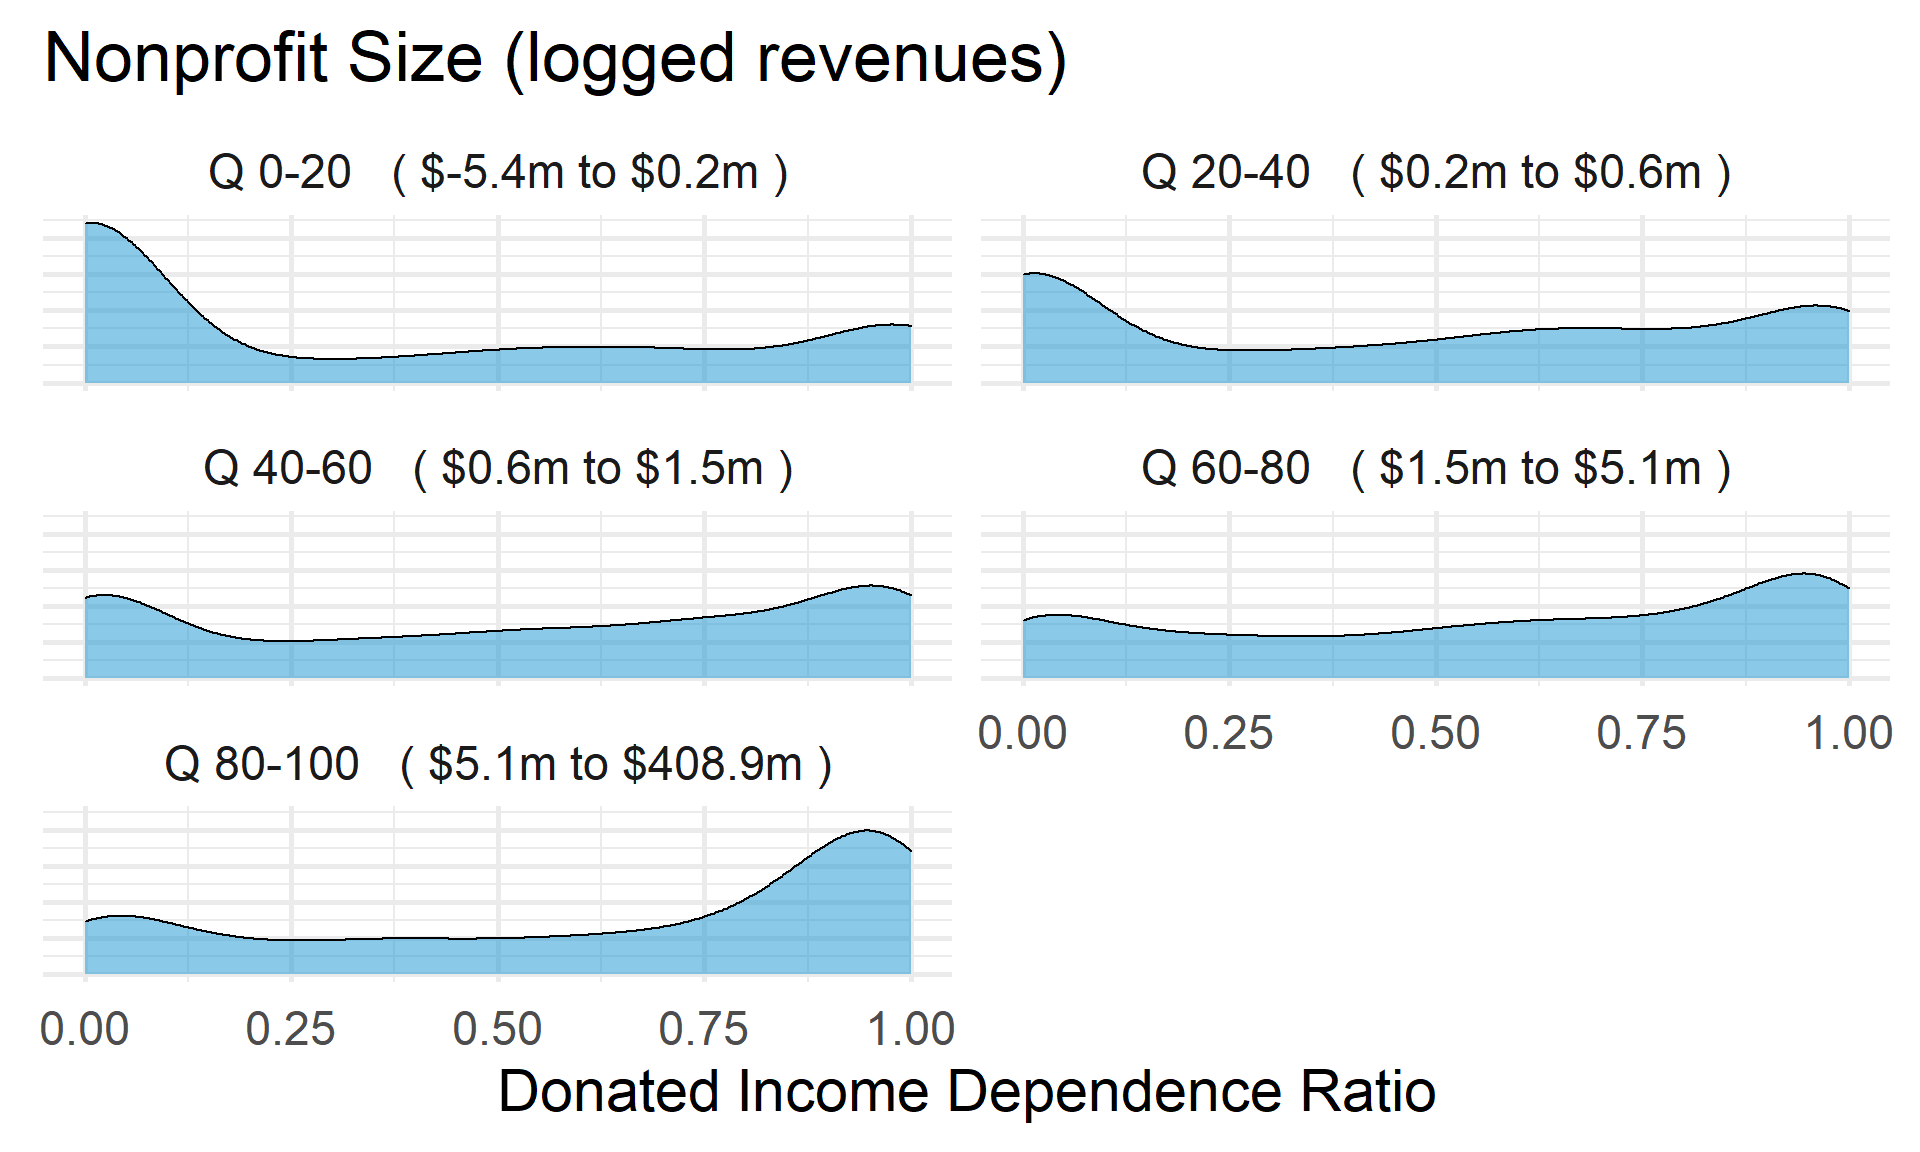 Nonprofit Size (logged revenues)
Q 0-20 ( $-5.4m to $0.2m )
Q 20-40 ( $0.2m to $0.6m )
Q 40-60 ( $0.6m to $1.5m )
Q 60-80 ( $1.5m to $5.1m )
0.00 0.25 0.50 0.75 1.00
Q 80-100 ( $5.1m to $408.9m )
0.00 0.25 0.50 0.75 1.00
Donated Income Dependence Ratio